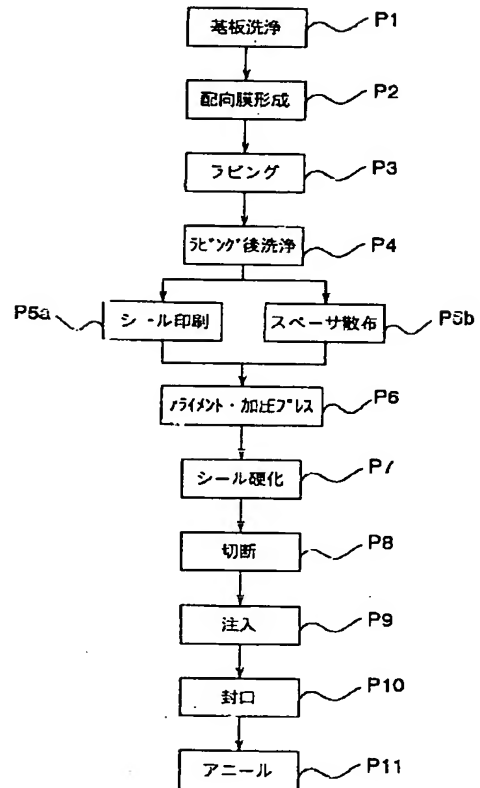 基板洗浄 P1
配向膜形成 P2
ラビング P3
ラビング後洗浄 P4
P5a シール印刷 スペーサ散布 P5b
アライメント・加圧プレス P6
シール硬化 P7
切断 P8
注入 P9
封口 P10
アニール P11